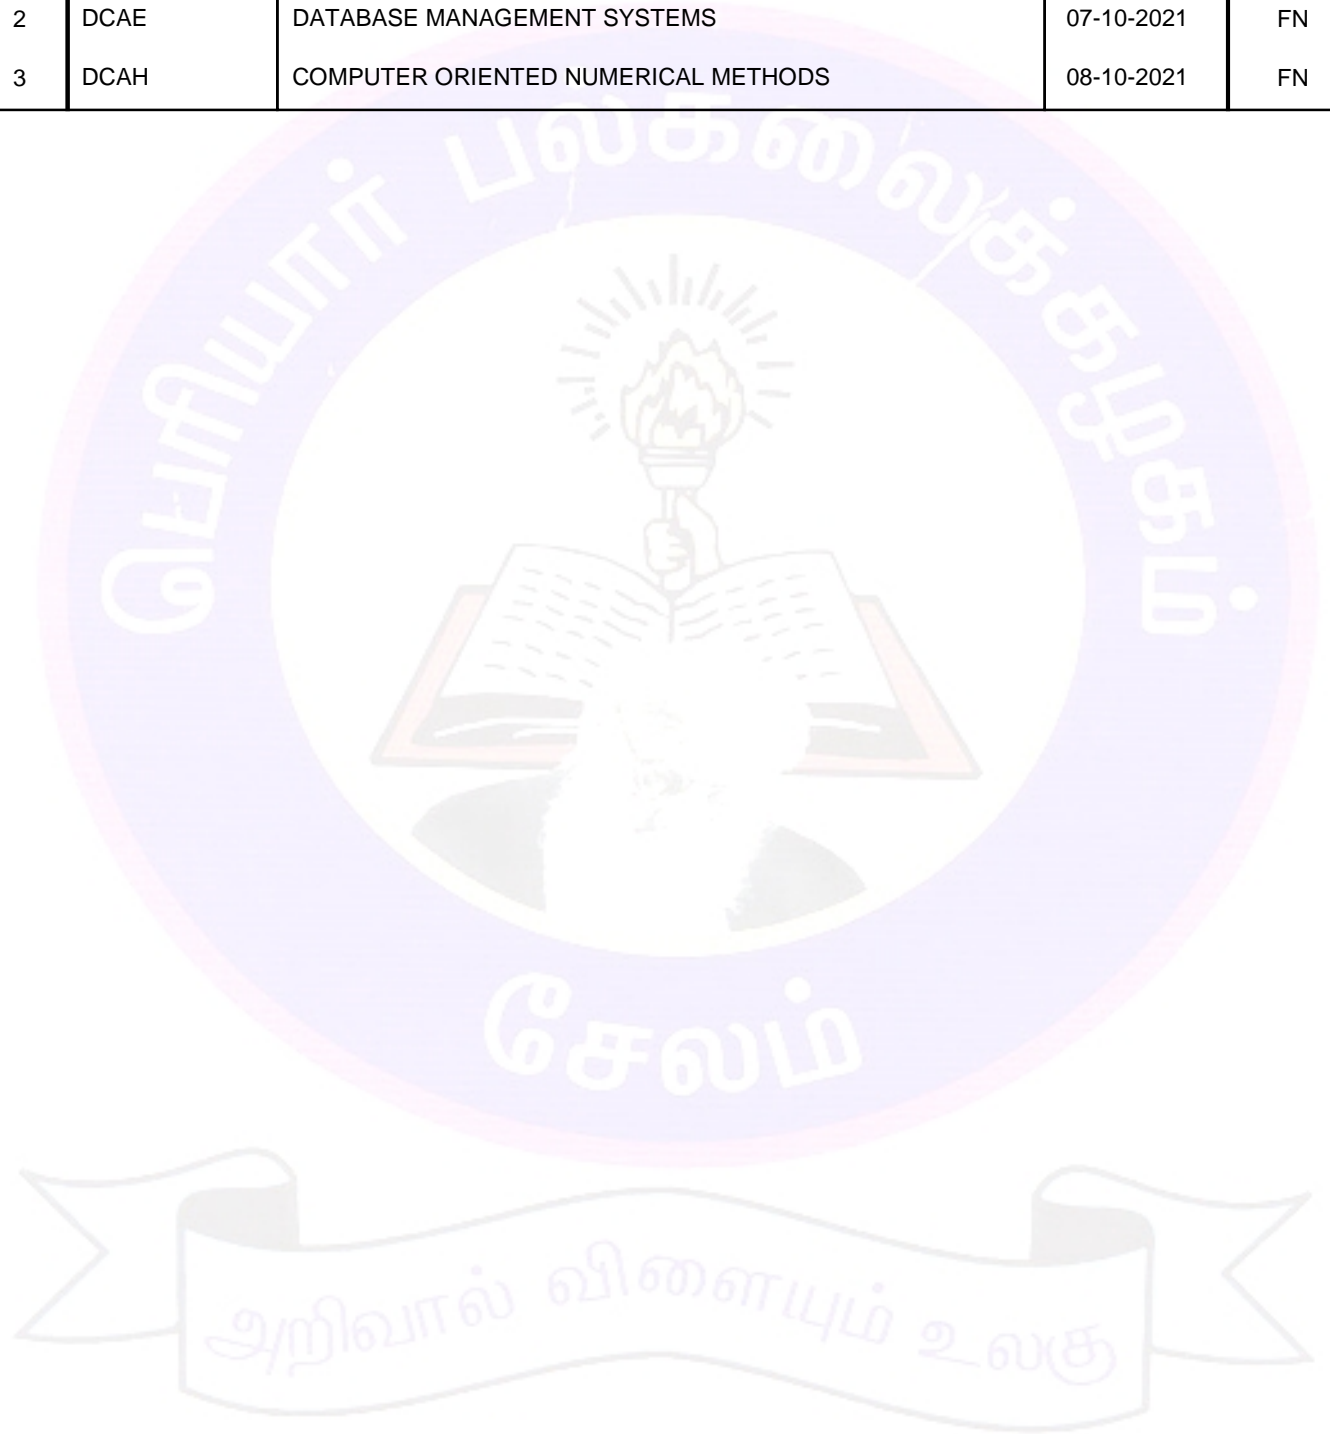 2 DCAE DATABASE MANAGEMENT SYSTEMS 07-10-2021 FN
3 DCAH COMPUTER ORIENTED NUMERICAL METHODS 08-10-2021 FN
பெரியார் பல்கலைக்கழகம்
சேலம்
அறிவால் விளையும் உலகு